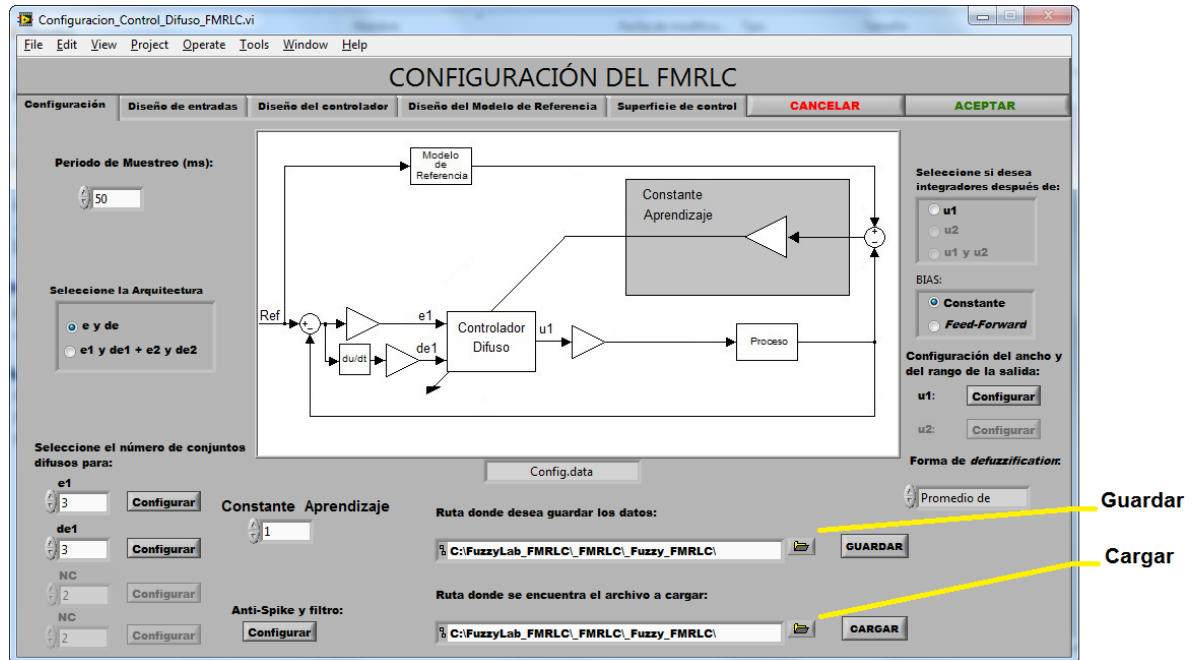 Configuracion_Control_Difuso_FMRLC.vi
File Edit View Project Operate Tools Window Help
CONFIGURACIÓN DEL FMRLC
Configuración Diseño de entradas Diseño del controlador Diseño del Modelo de Referencia Superficie de control CANCELAR ACEPTAR
Periodo de Muestreo (ms):
50
Seleccione la Arquitectura
e y de
e1 y de1 + e2 y de2
Modelo
de
Referencia
Constante
Aprendizaje
+
-
Ref
+
-
e1
du/dt
de1
Controlador
Difuso
u1
Proceso
Seleccione si desea
integradores después de:
u1
u2
u1 y u2
BIAS:
Constante
Feed-Forward
Configuración del ancho y
del rango de la salida:
u1: Configurar
u2: Configurar
Forma de defuzzification:
Promedio de
Seleccione el número de conjuntos
difusos para:
e1
3 Configurar
de1
3 Configurar
NC
2 Configurar
NC
2 Configurar
Constante Aprendizaje
1
Anti-Spike y filtro:
Configurar
Config.data
Ruta donde desea guardar los datos:
C:\FuzzyLab_FMRLC\_FMRLC\_Fuzzy_FMRLC\ GUARDAR
Ruta donde se encuentra el archivo a cargar:
C:\FuzzyLab_FMRLC\_FMRLC\_Fuzzy_FMRLC\ CARGAR
Guardar
Cargar